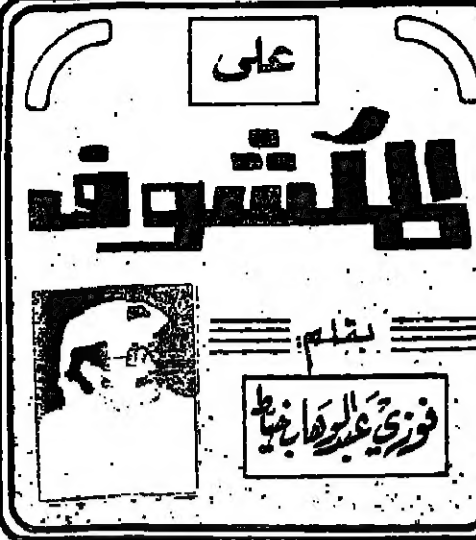 على
المكشوف
بقلم:
فوزي عبدالوهاب خياط